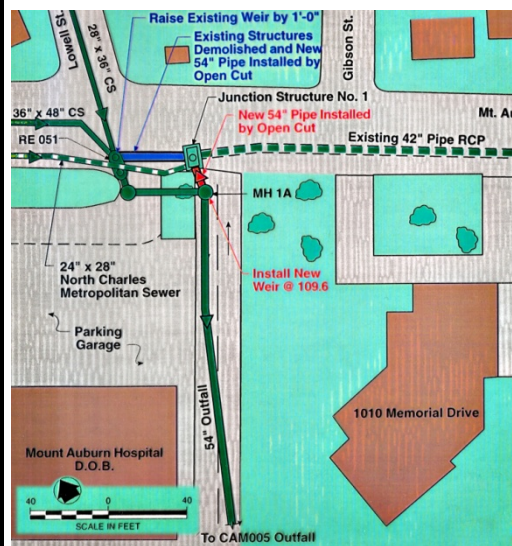 Raise Existing Weir by 1'-0"
Existing Structures
Demolished and New
54" Pipe Installed by
Open Cut
Lowell St.
28" x 36" CS
Gibson St.
Junction Structure No. 1
36" x 48" CS
New 54" Pipe Installed
by Open Cut
Mt. Au
RE 051
Existing 42" Pipe RCP
MH 1A
24" x 28"
North Charles
Metropolitan Sewer
Install New
Weir @ 109.6
Parking
Garage
54" Outfall
1010 Memorial Drive
Mount Auburn Hospital
D.O.B.
40 0 40
SCALE IN FEET
To CAM005 Outfall